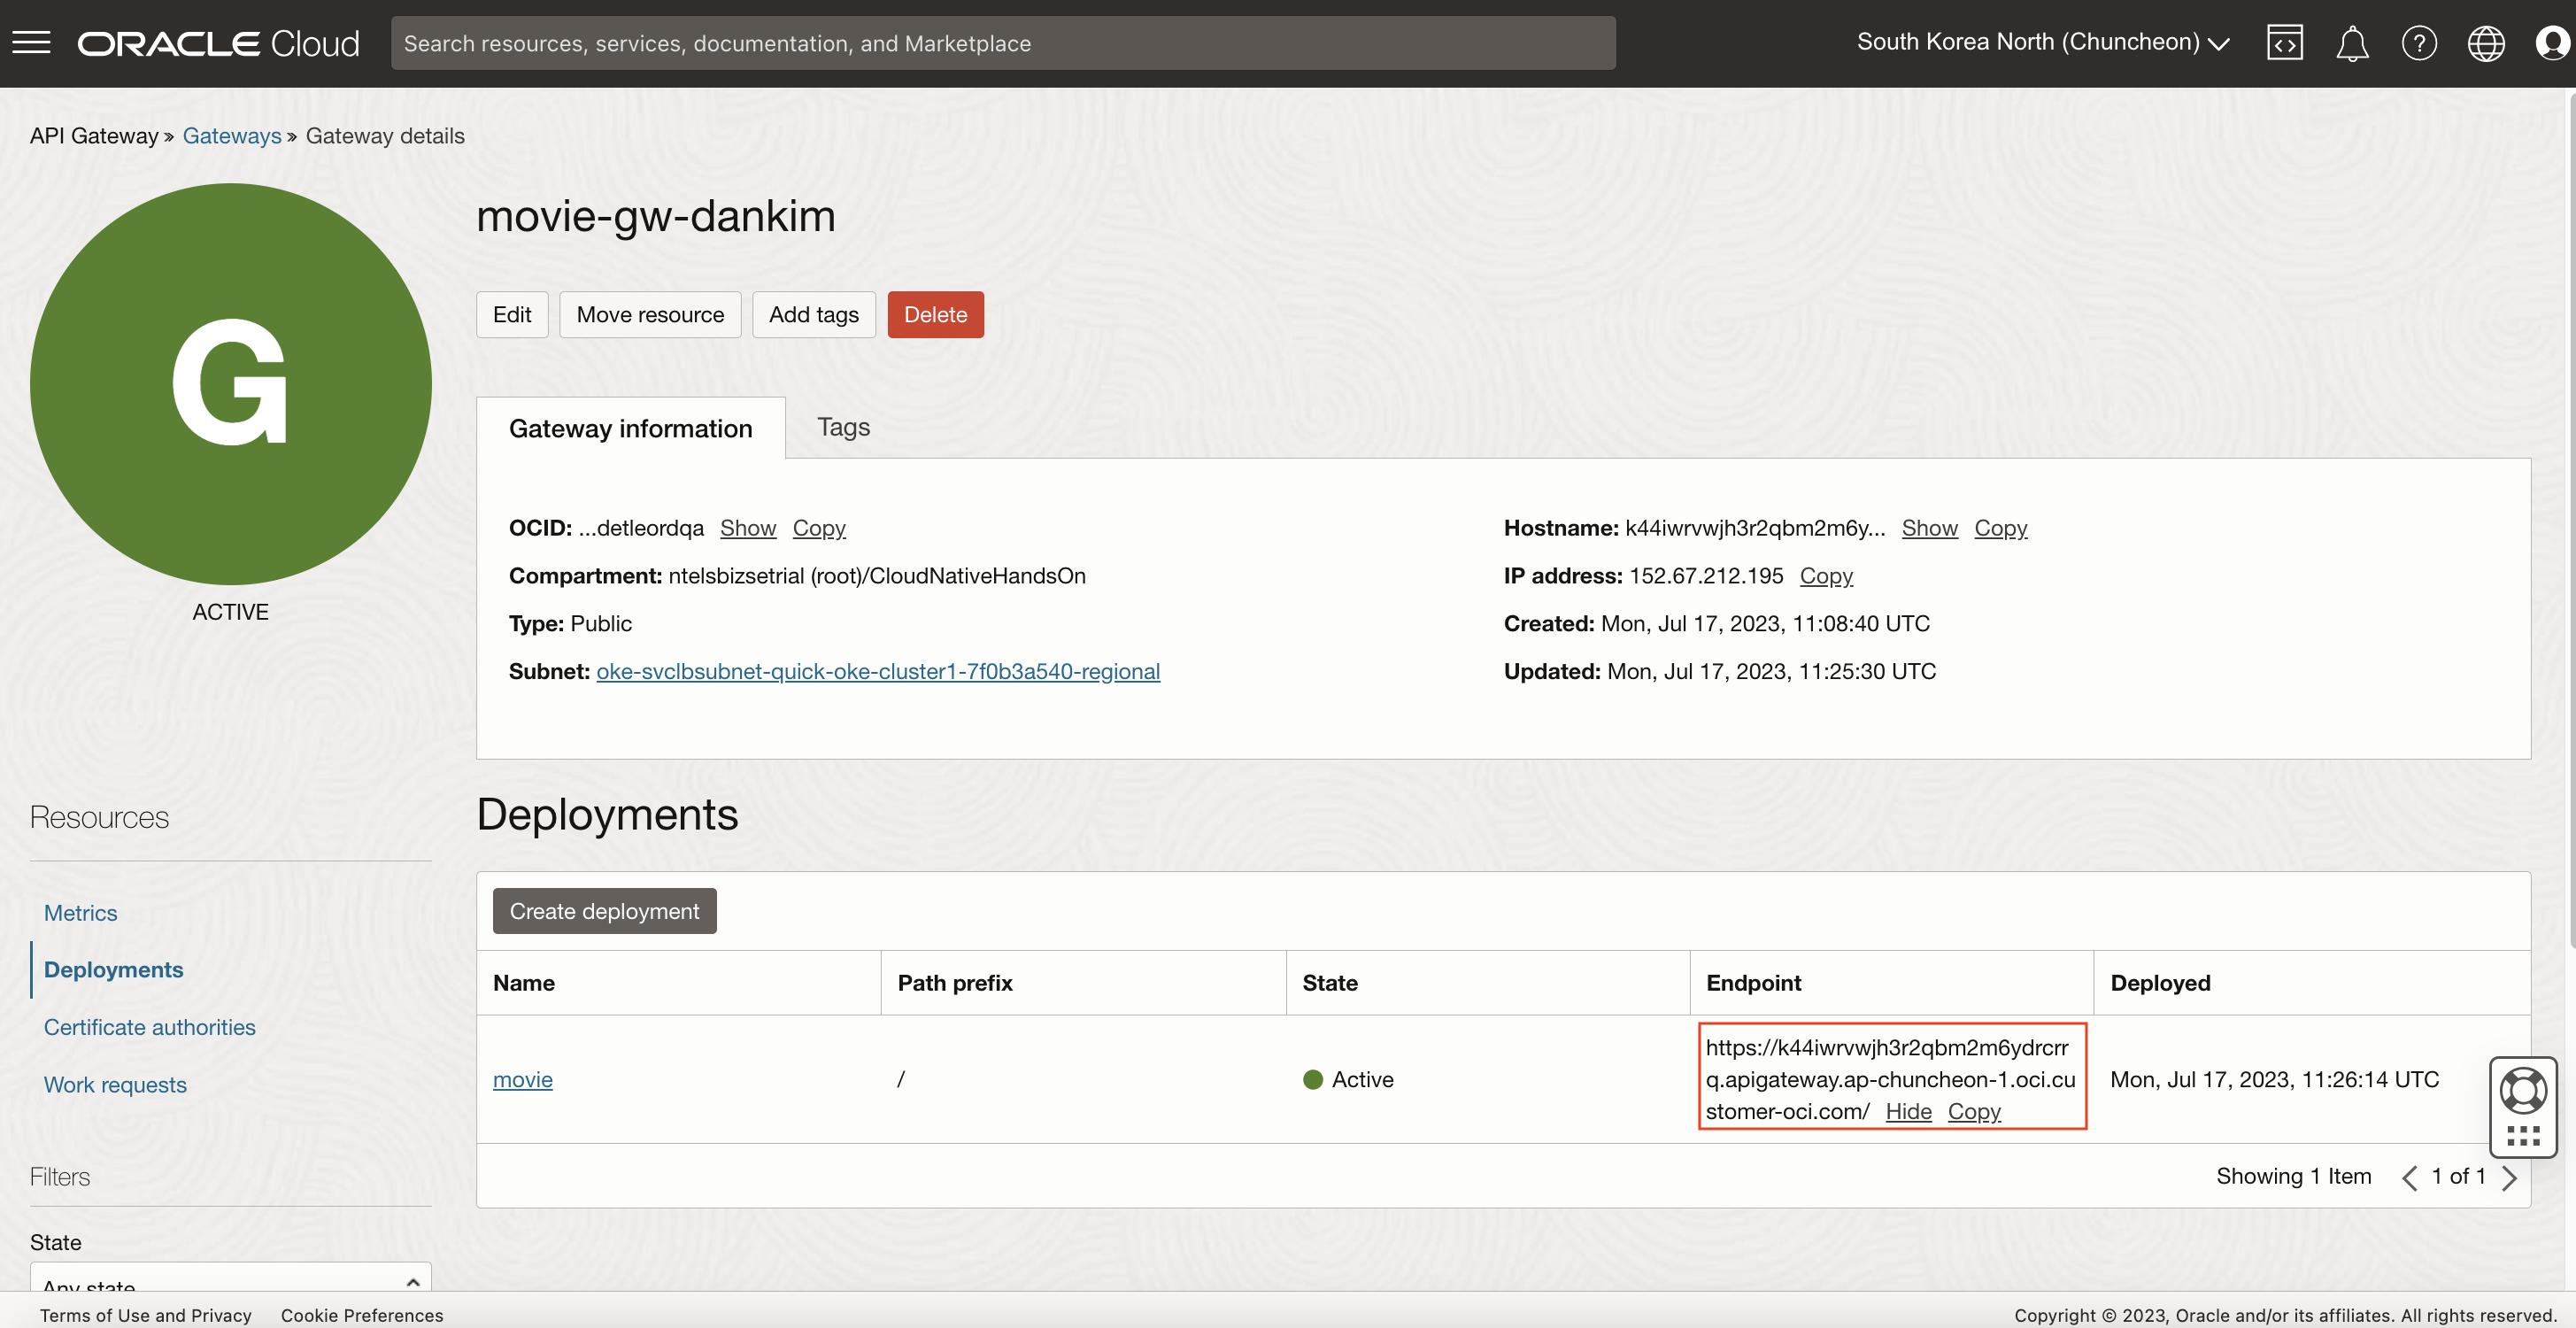 ORACLE Cloud
Search resources, services, documentation, and Marketplace
South Korea North (Chuncheon)
API Gateway » Gateways » Gateway details
G
ACTIVE
movie-gw-dankim
Edit
Move resource
Add tags
Delete
Gateway information
Tags
OCID: ...detleordqa Show Copy
Compartment: ntelsbizsetrial (root)/CloudNativeHandsOn
Type: Public
Subnet: oke-svclbsubnet-quick-oke-cluster1-7f0b3a540-regional
Hostname: k44iwrvwjh3r2qbm2m6y... Show Copy
IP address: 152.67.212.195 Copy
Created: Mon, Jul 17, 2023, 11:08:40 UTC
Updated: Mon, Jul 17, 2023, 11:25:30 UTC
Resources
Metrics
Deployments
Certificate authorities
Work requests
Filters
State
Any state
Deployments
Create deployment
Name Path prefix State Endpoint Deployed
movie
/
Active
https://k44iwrvwjh3r2qbm2m6ydrcrr
q.apigateway.ap-chuncheon-1.oci.cu
stomer-oci.com/ Hide Copy
Mon, Jul 17, 2023, 11:26:14 UTC
Showing 1 Item < 1 of 1 >
Terms of Use and Privacy Cookie Preferences
Copyright © 2023, Oracle and/or its affiliates. All rights reserved.